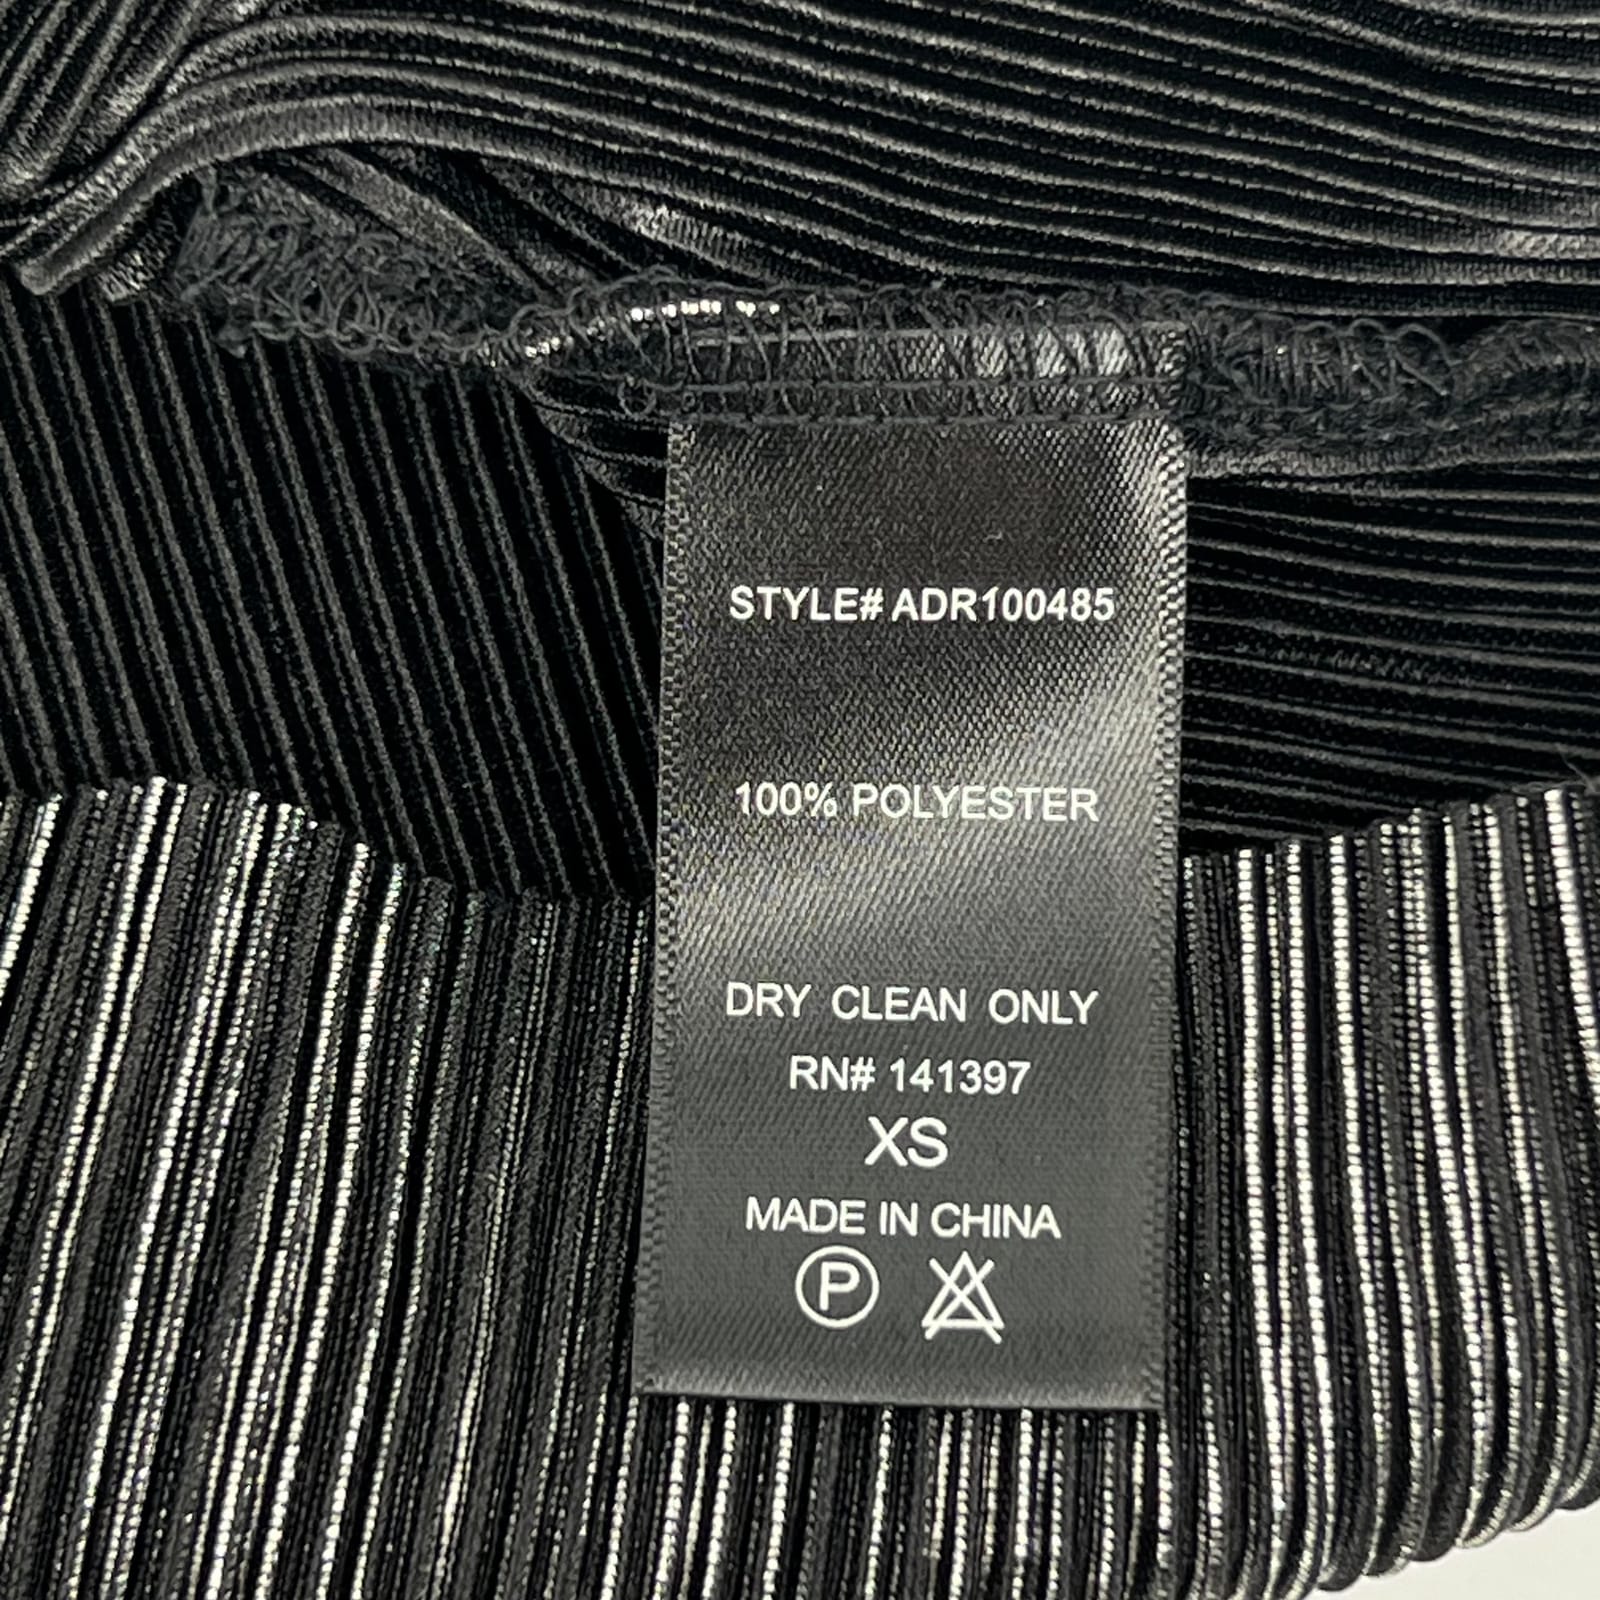 STYLE# ADR100485
100% POLYESTER
DRY CLEAN ONLY
RN# 141397
XS
MADE IN CHINA
P